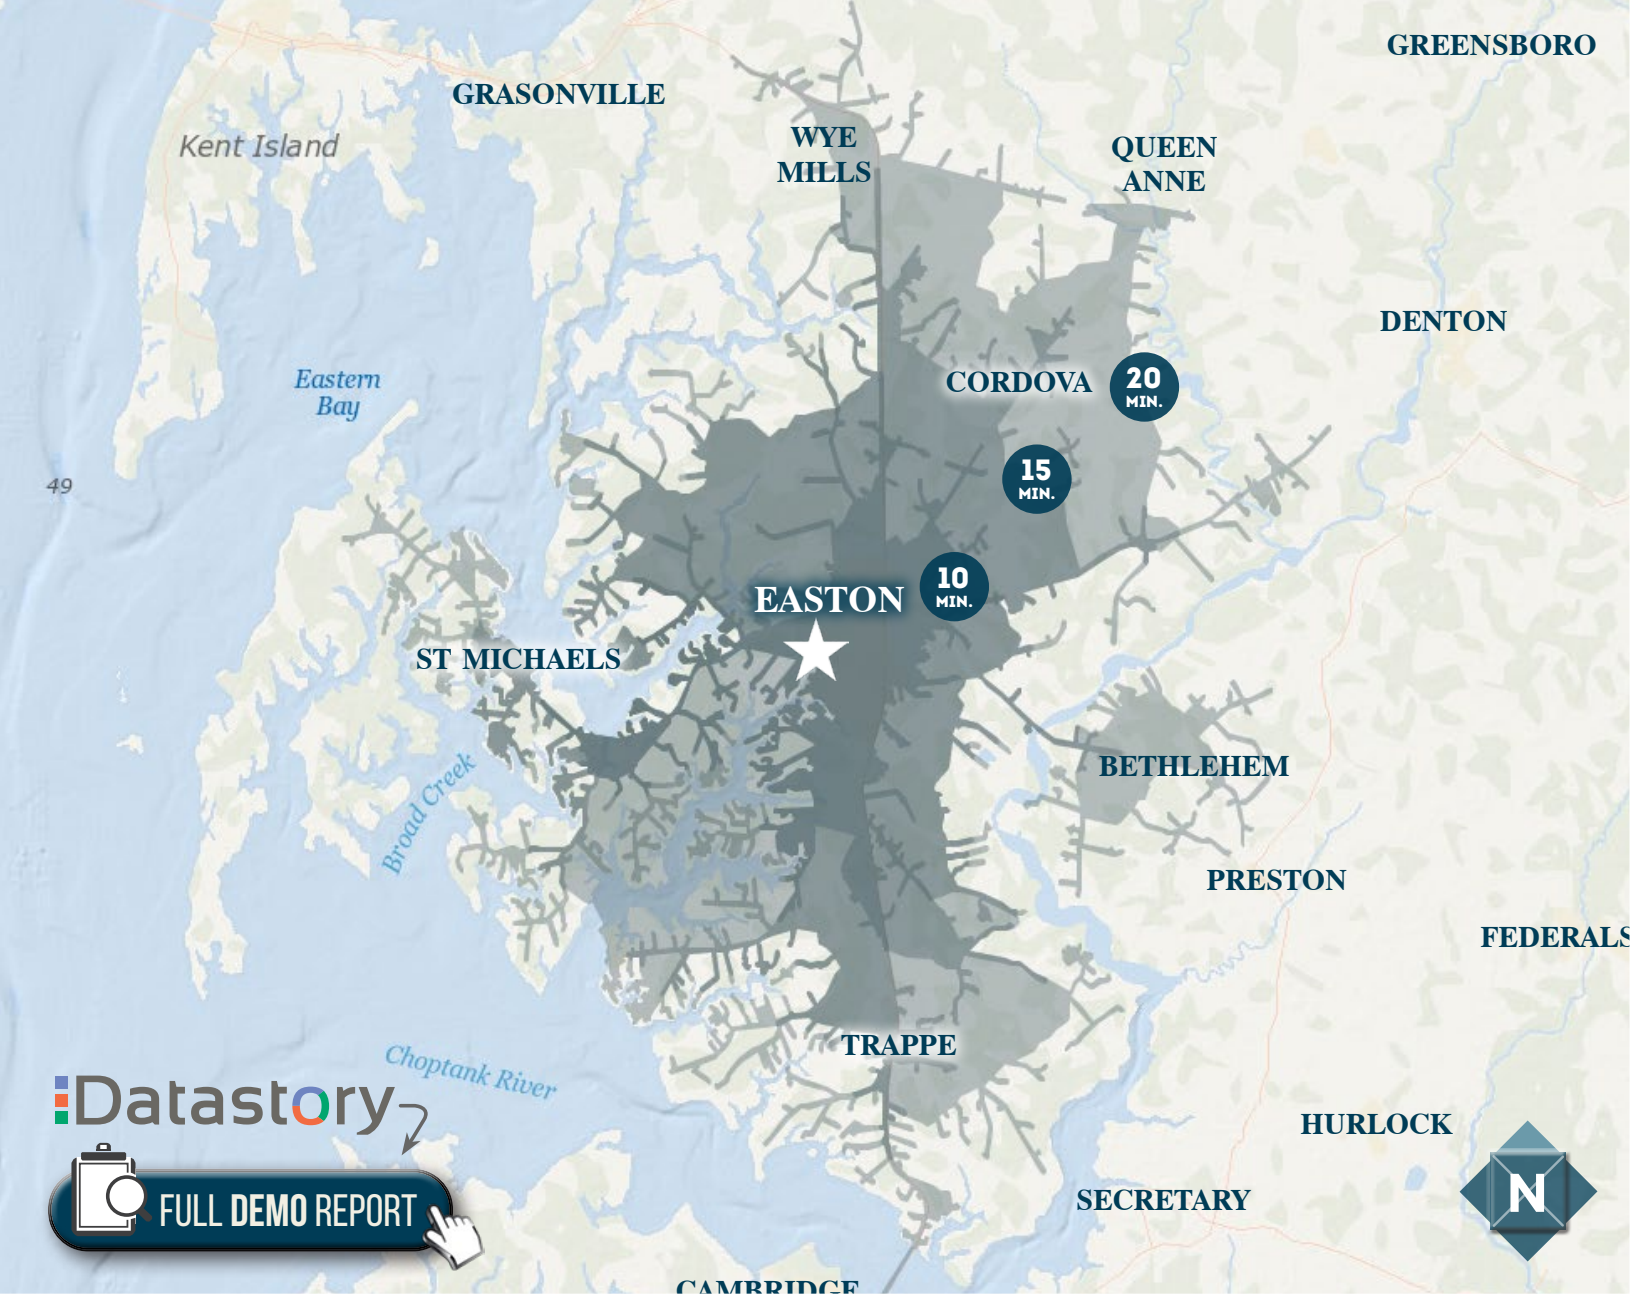 GREENSBORO
GRASONVILLE
Kent Island
WYE
MILLS
QUEEN
ANNE
DENTON
Eastern
Bay
CORDOVA
20
MIN.
15
MIN.
49
10
MIN.
EASTON
ST MICHAELS
BETHLEHEM
Broad Creek
PRESTON
FEDERALS
TRAPPE
Choptank River
Datastory
HURLOCK
FULL DEMO REPORT
SECRETARY
N
CAMBRIDGE